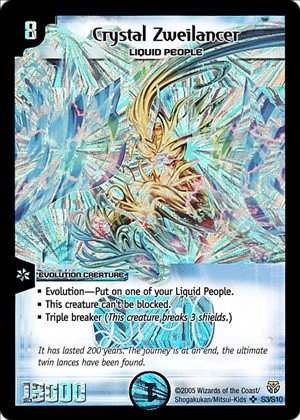 8
Crystal Zweilancer
LIQUID PEOPLE
EVOLUTION CREATURE
• Evolution—Put on one of your Liquid People.
• This creature can't be blocked.
• Triple breaker (This creature breaks 3 shields.)
It has lasted 200 years. The journey is at an end, the ultimate
twin lances have been found.
13000
©2005 Wizards of the Coast/
Shogakukan/Mitsui-Kids S3/S10